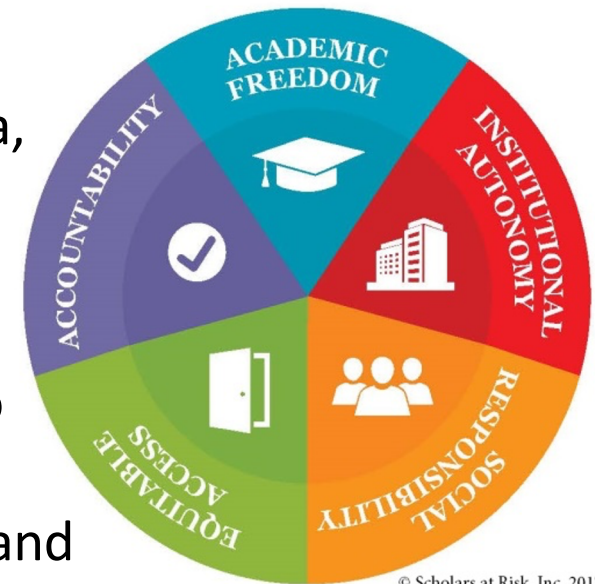 a,
ACADEMIC
FREEDOM
ACCOUNTABILITY
INSTITUTIONAL
AUTONOMY
EQUITABLE
ACCESS
SOCIAL
RESPONSIBILITY
and
© Scholars at Risk, Inc. 201